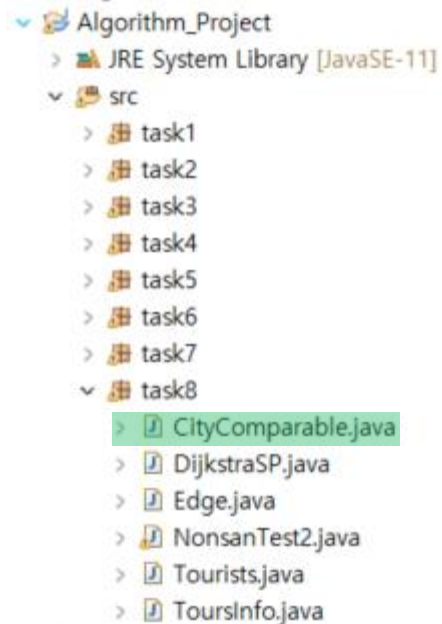 Algorithm_Project
JRE System Library [JavaSE-11]
src
task1
task2
task3
task4
task5
task6
task7
task8
CityComparable.java
DijkstraSP.java
Edge.java
NonsanTest2.java
Tourists.java
ToursInfo.java